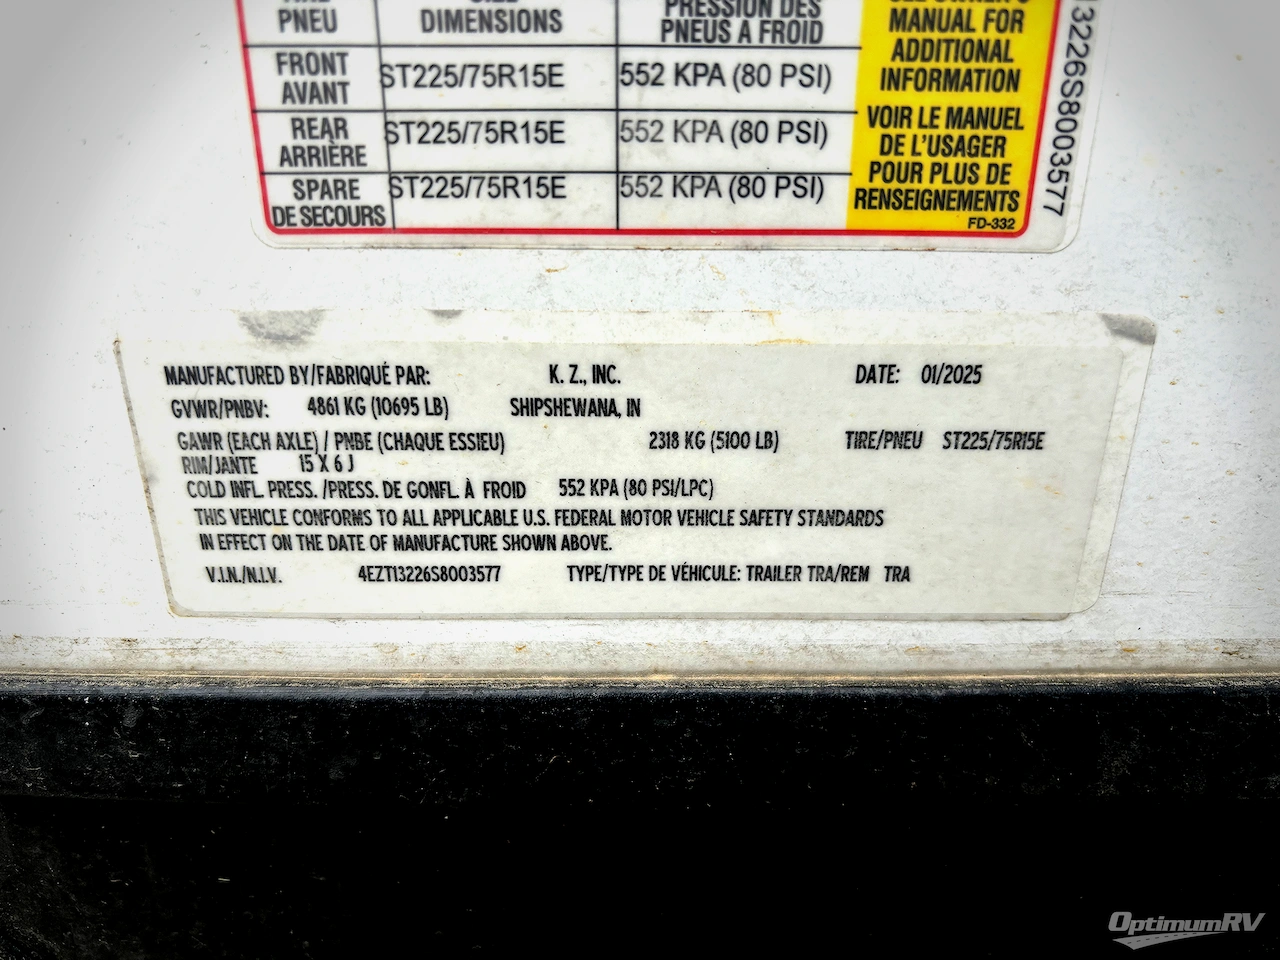 PNEU DIMENSIONS PRESSION DES PNEUS A FROID
FRONT AVANT ST225/75R15E 552 KPA (80 PSI)
REAR ARRIÈRE ST225/75R15E 552 KPA (80 PSI)
SPARE DE SECOURS ST225/75R15E 552 KPA (80 PSI)
SEE OWNER'S
MANUAL FOR
ADDITIONAL
INFORMATION
VOIR LE MANUEL
DE L'USAGER
POUR PLUS DE
RENSEIGNEMENTS
FD-332
13226S8003577
MANUFACTURED BY/FABRIQUÉ PAR: K. Z., INC. DATE: 01/2025
GVWR/PNBV: 4861 KG (10695 LB) SHIPSHEWANA, IN
GAWR (EACH AXLE) / PNBE (CHAQUE ESSIEU) 2318 KG (5100 LB) TIRE/PNEU ST225/75R15E
RIM/JANTE 15 X 6 J
COLD INFL. PRESS. /PRESS. DE GONFL. À FROID 552 KPA (80 PSI/LPC)
THIS VEHICLE CONFORMS TO ALL APPLICABLE U.S. FEDERAL MOTOR VEHICLE SAFETY STANDARDS
IN EFFECT ON THE DATE OF MANUFACTURE SHOWN ABOVE.
V.I.N./N.I.V. 4EZT13226S8003577 TYPE/TYPE DE VÉHICULE: TRAILER TRA/REM TRA
OptimumRV